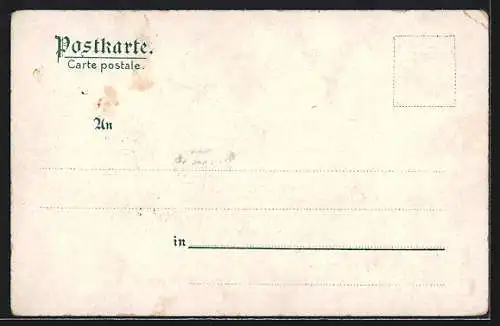 Postkarte.
Carte postale.
An
in